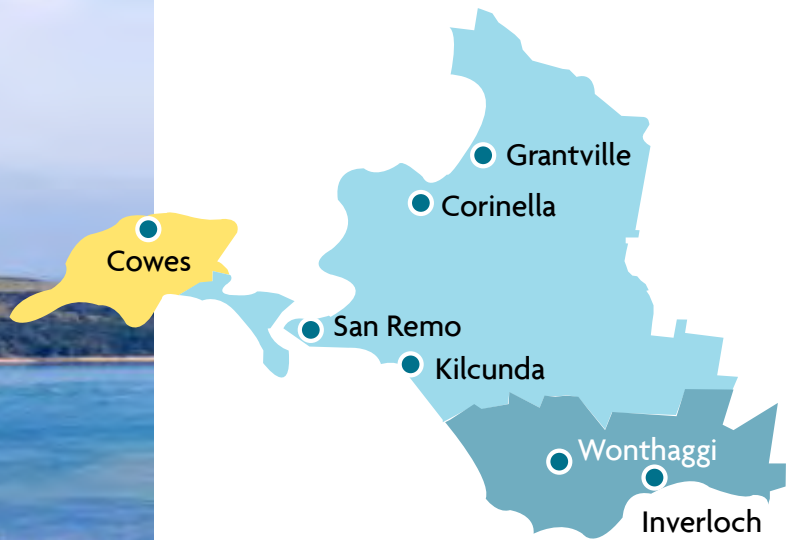 Grantville
Corinella
Cowes
San Remo
Kilcunda
Wonthaggi
Inverloch